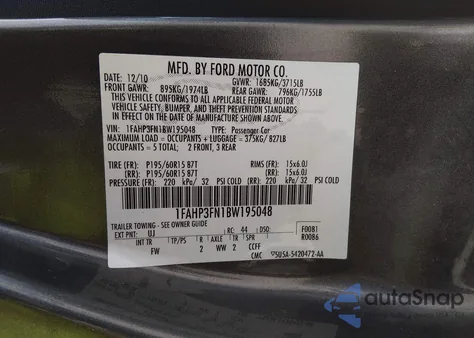 MFD. BY FORD MOTOR CO.
12/10 GVWR: 1685KG/3715LB
FRONT GAWR: 895KG/1974LB REAR GAWR: 796KG/1755LB
THIS VEHICLE CONFORMS TO ALL APPLICABLE FEDERAL MOTOR
VEHICLE SAFETY, BUMPER, AND THEFT PREVENTION STANDARDS
IN EFFECT ON THE DATE OF MANUFACTURE SHOWN ABOVE.
VIN: 1FAHP3FN1BW195048 TYPE: Passenger Car
MAXIMUM LOAD = OCCUPANTS + LUGGAGE = 375KG/ 827LB
OCCUPANTS = 5 TOTAL; 2 FRONT, 3 REAR
TIRE (FR): P195/60R15 87T RIMS (FR): 15x6.0J
(RR): P195/60R15 87T (RR): 15x6.0J
PRESSURE (FR): 220 kPa/ 32 PSI COLD (RR): 220 kPa/ 32 PSI COLD
1FAHP3FN1BW195048
TRAILER TOWING - SEE OWNER GUIDE
EXT PNT: UJ RC: 44 DSO: F0081
INT TR TP/PS R AXLE TR SPR R0086
FW 2 WW 2 CCFF
CMC ▽5U5A-5420472-AA
autoSnap